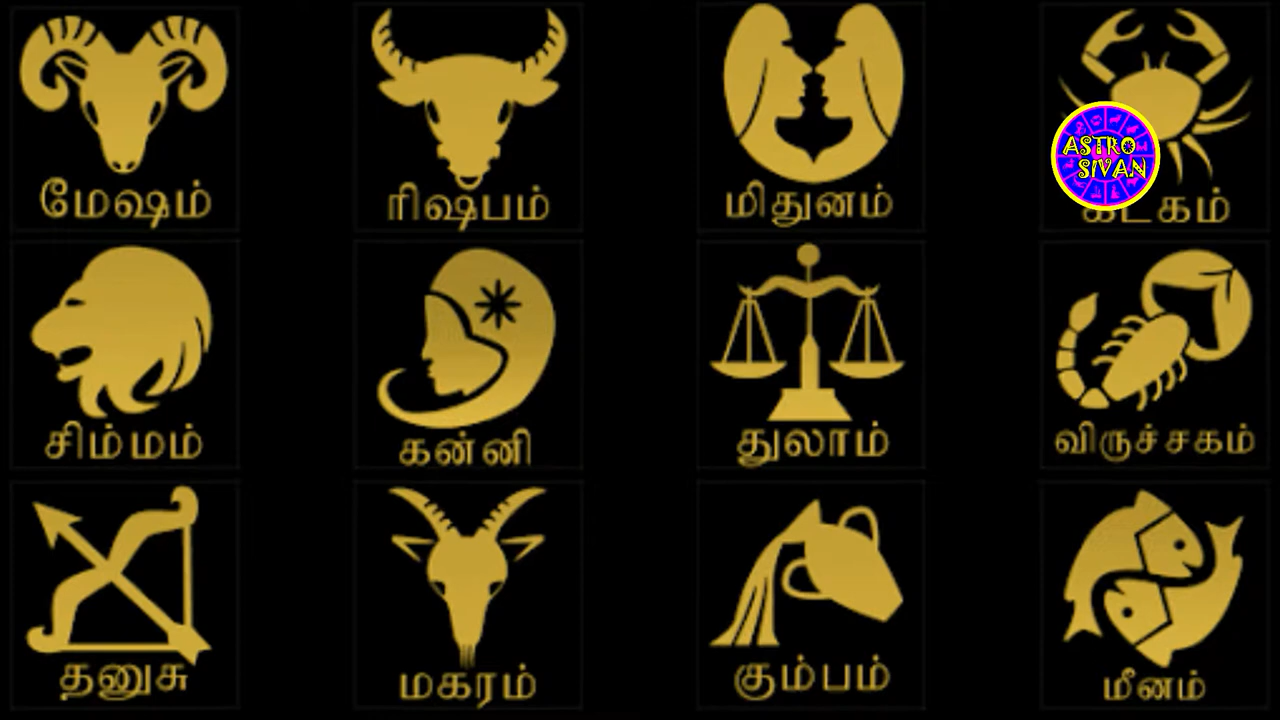 மேஷம்
ரிஷபம்
மிதுனம்
கடகம்
ASTRO
SIVAN
சிம்மம்
கன்னி
துலாம்
விருச்சகம்
தனுசு
மகரம்
கும்பம்
மீனம்